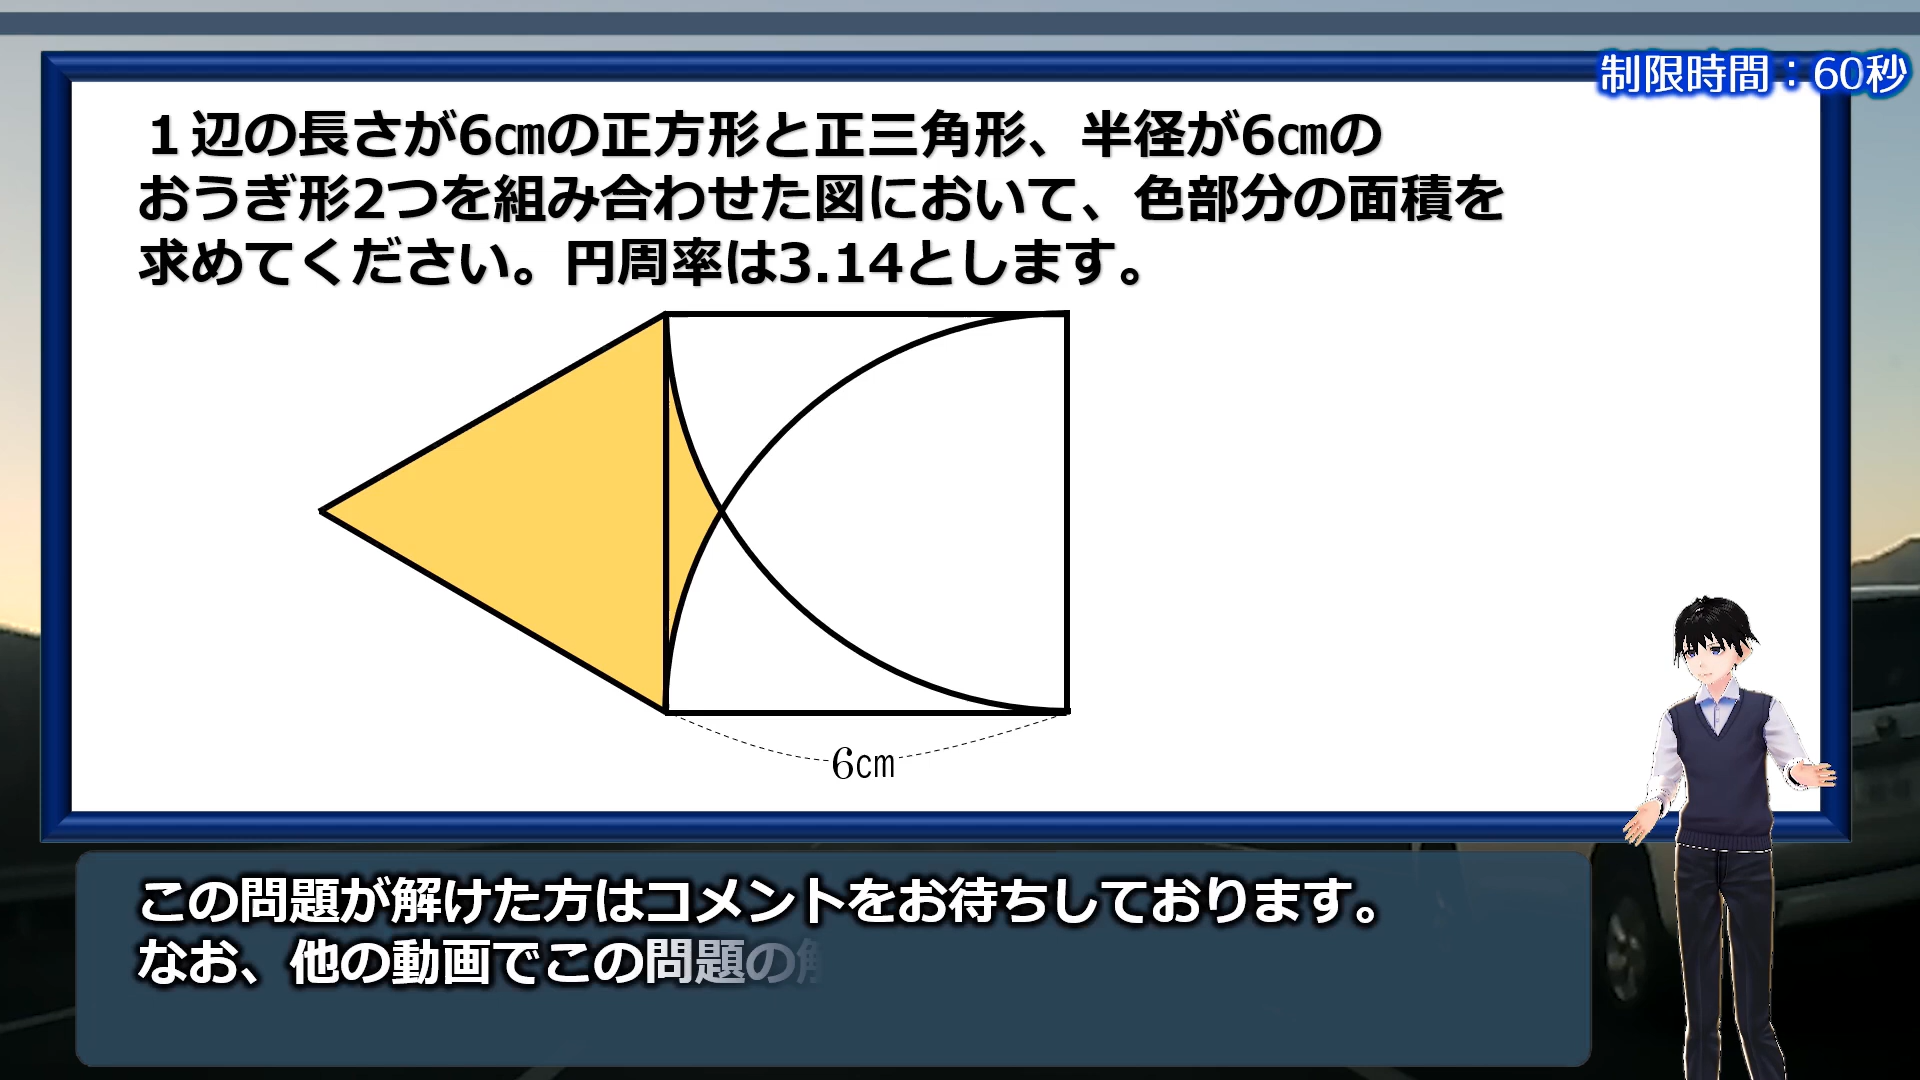 制限時間：60秒
１辺の長さが6㎝の正方形と正三角形、半径が6㎝の
おうぎ形2つを組み合わせた図において、色部分の面積を
求めてください。円周率は3.14とします。
6㎝
この問題が解けた方はコメントをお待ちしております。
なお、他の動画でこの問題の